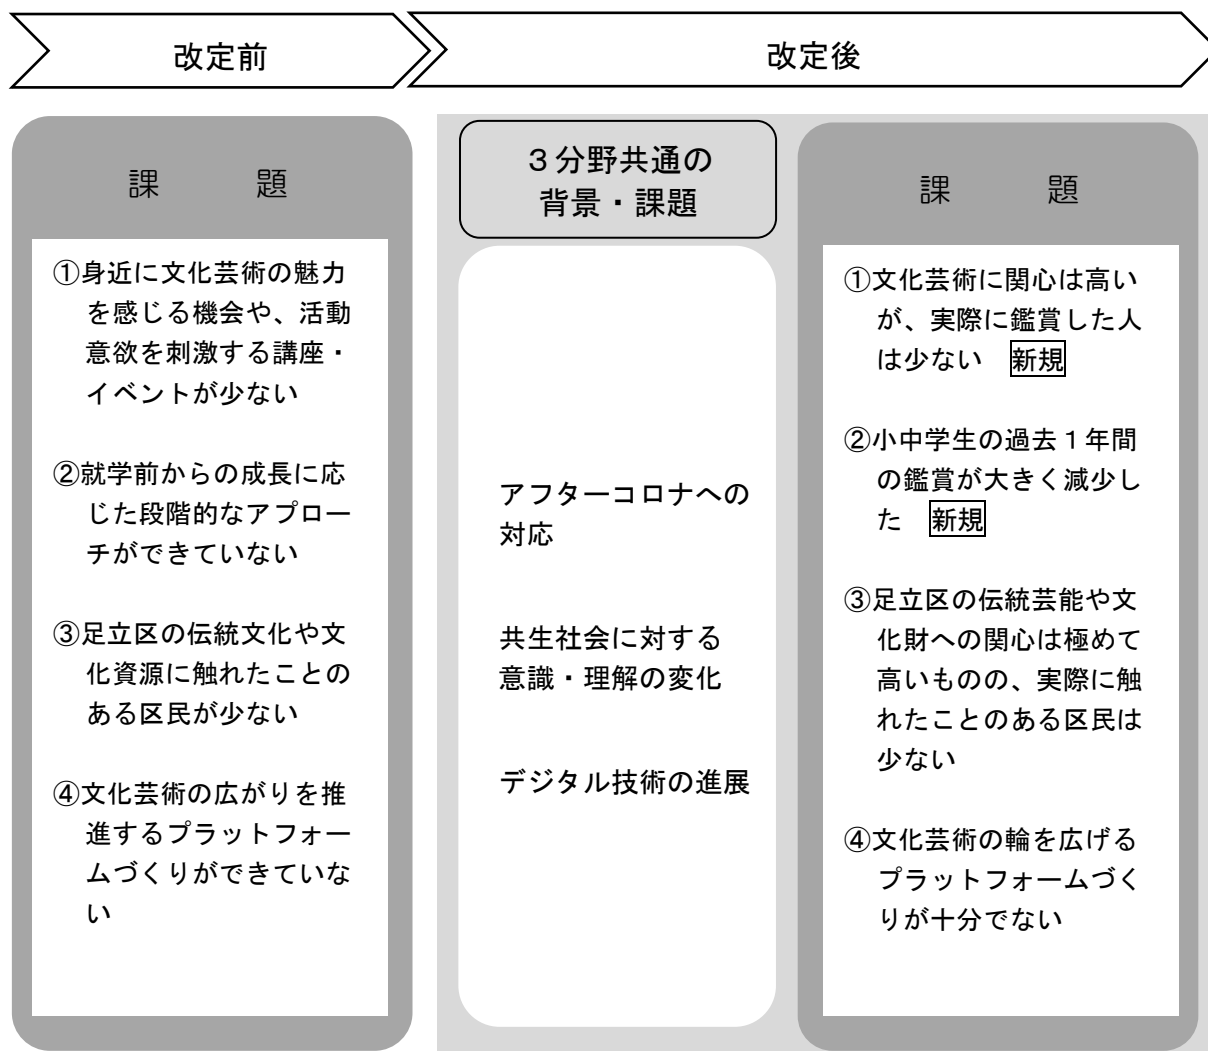 改定前
改定後
課　　題
①身近に文化芸術の魅力
を感じる機会や、活動
意欲を刺激する講座・
イベントが少ない
②就学前からの成長に応
じた段階的なアプロー
チができていない
③足立区の伝統文化や文
化資源に触れたことの
ある区民が少ない
④文化芸術の広がりを推
進するプラットフォー
ムづくりができていな
い
３分野共通の
背景・課題
アフターコロナへの
対応
共生社会に対する
意識・理解の変化
デジタル技術の進展
課　　題
①文化芸術に関心は高い
が、実際に鑑賞した人
は少ない　新規
②小中学生の過去１年間
の鑑賞が大きく減少し
た　新規
③足立区の伝統芸能や文
化財への関心は極めて
高いものの、実際に触
れたことのある区民は
少ない
④文化芸術の輪を広げる
プラットフォームづく
りが十分でない